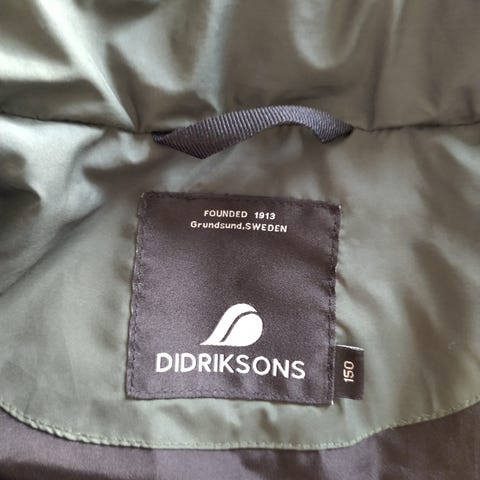 FOUNDED 1913
Grundsund,SWEDEN
DIDRIKSONS
150